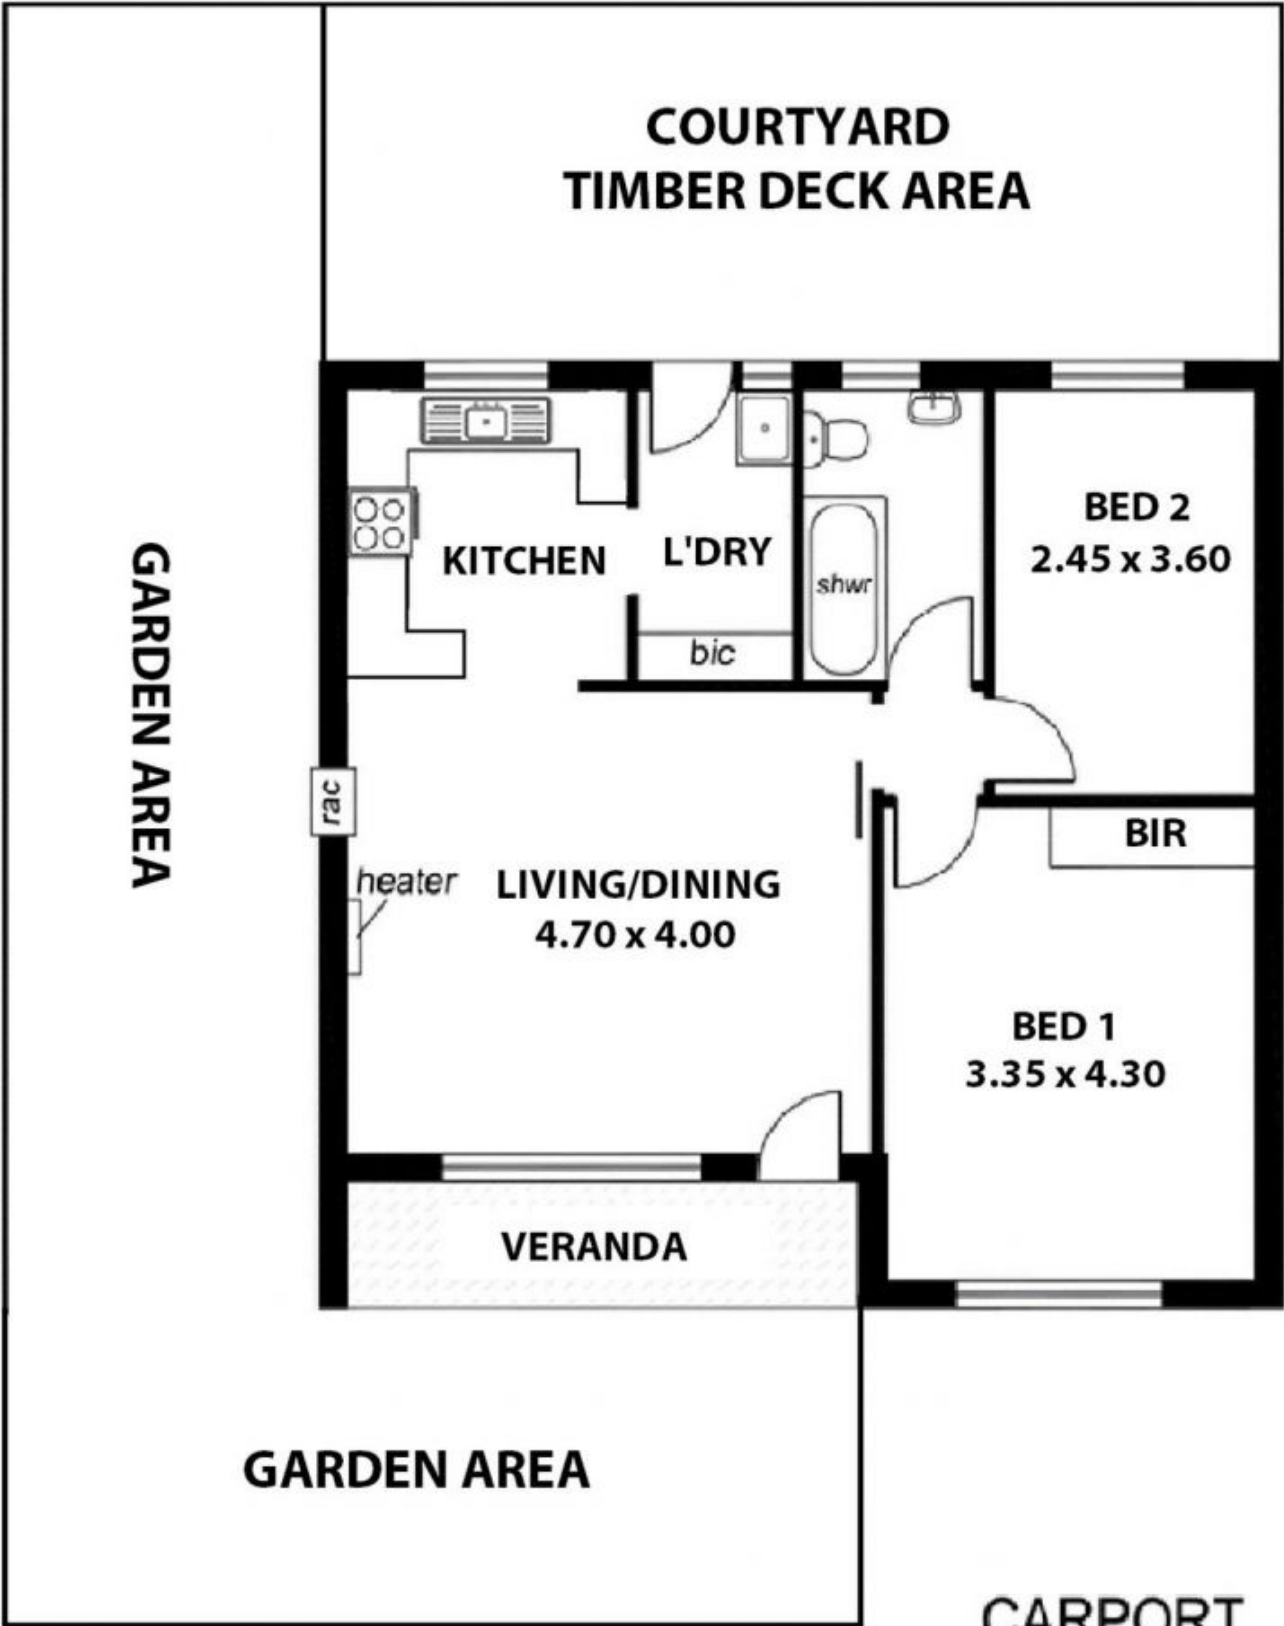 COURTYARD
TIMBER DECK AREA
GARDEN AREA
KITCHEN
L'DRY
bic
shwr
BED 2
2.45 x 3.60
rac
heater
LIVING/DINING
4.70 x 4.00
BIR
BED 1
3.35 x 4.30
VERANDA
GARDEN AREA
CARPORT